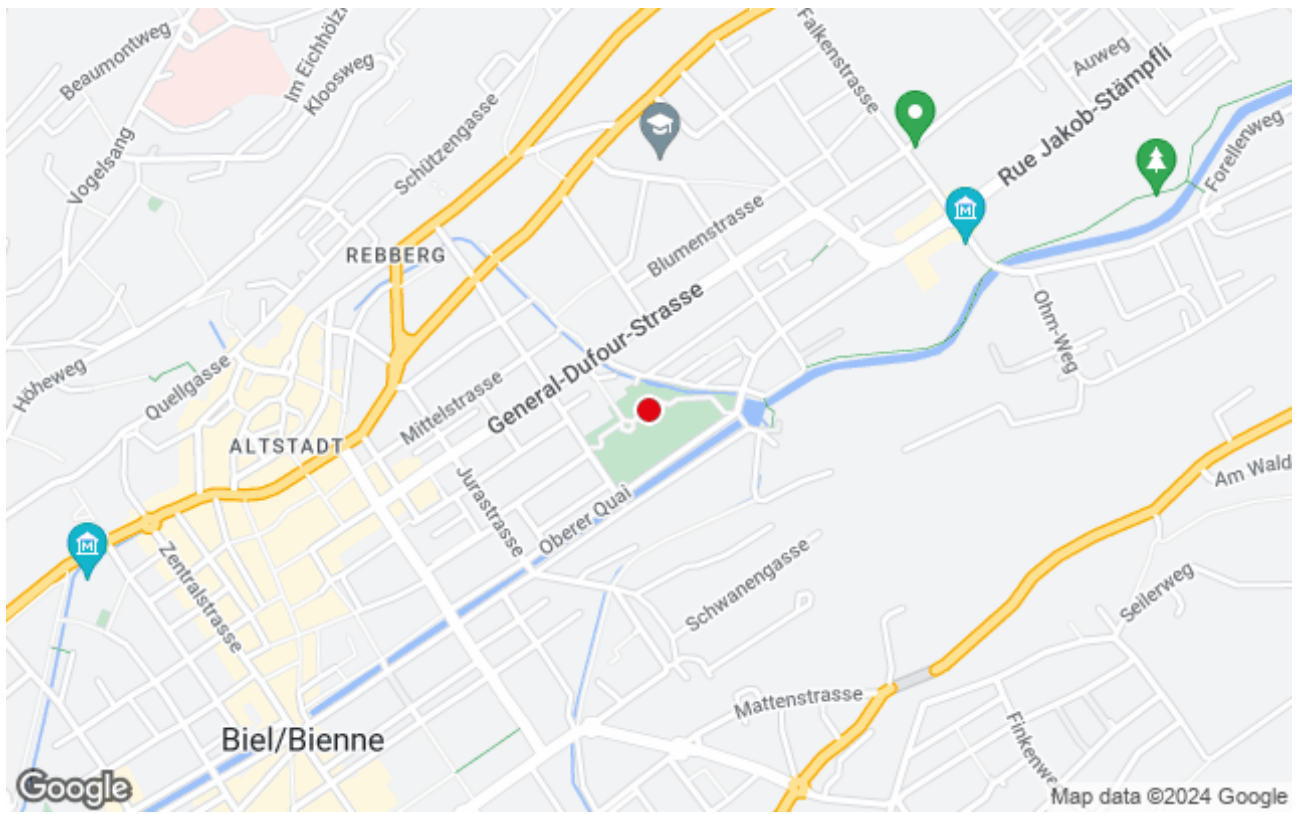 Beaumontweg
Im Eichhölzl
Kloosweg
Falkenstrasse
Auweg
Rue Jakob-Stämpfli
Vogelsang
Schützengasse
Forellenweg
REBBERG
Blumenstrasse
General-Dufour-Strasse
Ohm-Weg
Höheweg
Quellgasse
Mittelstrasse
ALTSTADT
Jurastrasse
Oberer Quai
Am Wald
Zentralstrasse
Schwanengasse
Seilerweg
Mattenstrasse
Finkenweg
Biel/Bienne
Google
Map data ©2024 Google